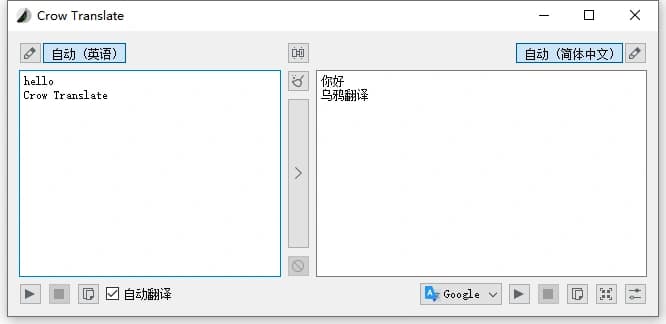 Crow Translate
自动（英语）
自动（简体中文）
hello
Crow Translate
你好
乌鸦翻译
自动翻译
Google